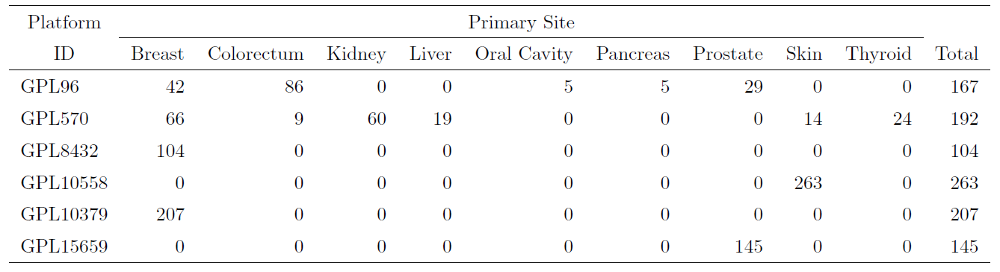 Platform Primary Site
ID Breast Colorectum Kidney Liver Oral Cavity Pancreas Prostate Skin Thyroid Total
GPL96 42 86 0 0 5 5 29 0 0 167
GPL570 66 9 60 19 0 0 0 14 24 192
GPL8432 104 0 0 0 0 0 0 0 0 104
GPL10558 0 0 0 0 0 0 0 263 0 263
GPL10379 207 0 0 0 0 0 0 0 0 207
GPL15659 0 0 0 0 0 0 145 0 0 145